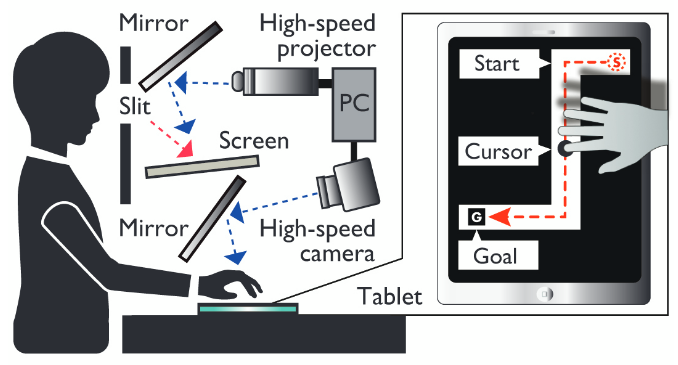 Mirror
High-speed
projector
PC
Slit
Screen
Mirror
High-speed
camera
Tablet
Start
S
Cursor
G
Goal